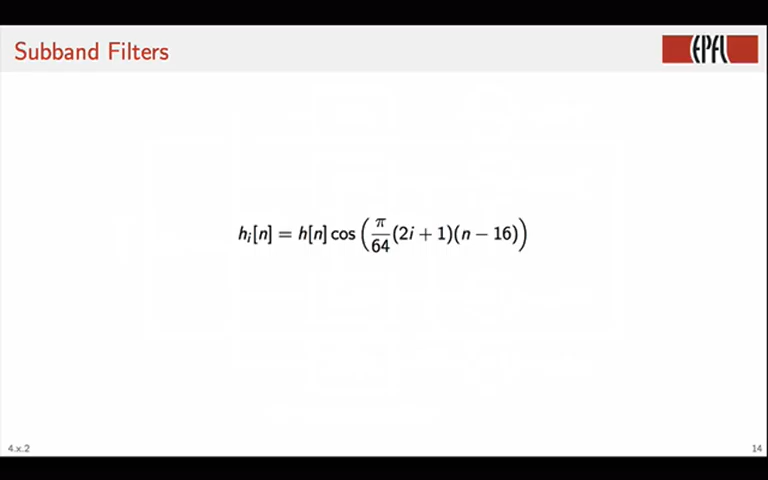 Subband Filters
EPFL
h_i[n] = h[n] cos ( π/64 (2i + 1)(n − 16) )
4.x.2
14